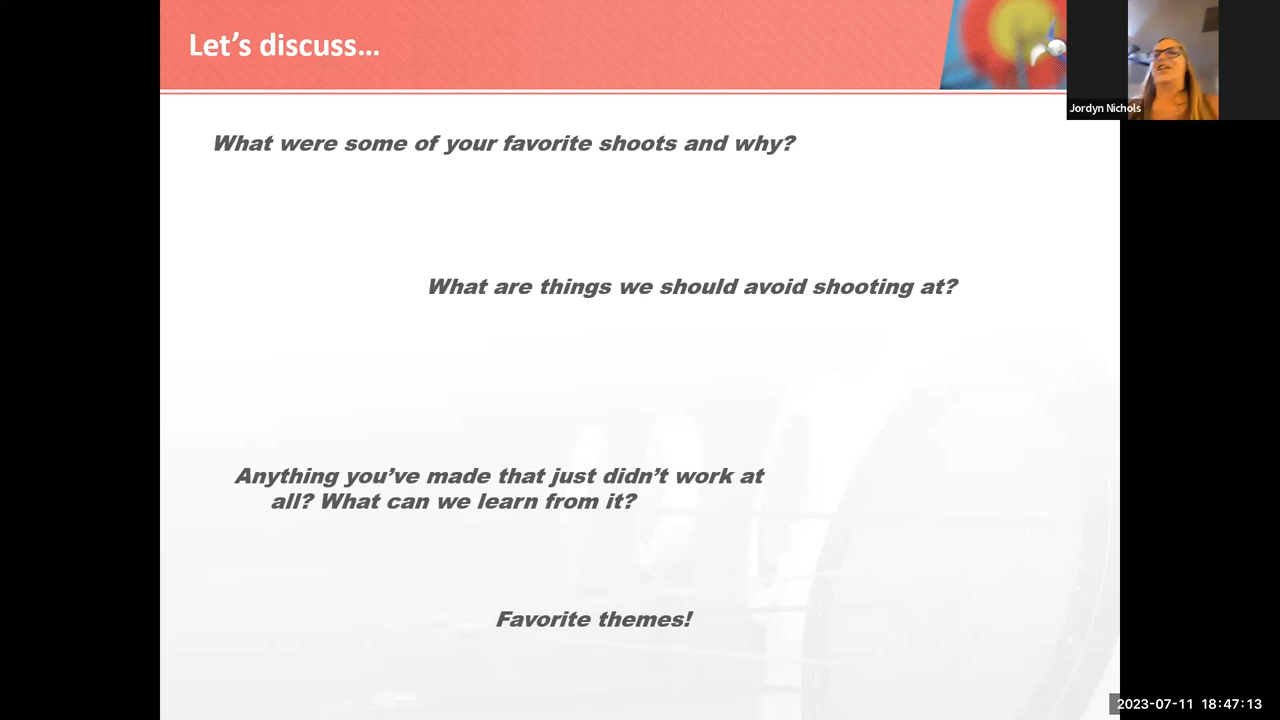 Let’s discuss…
Jordyn Nichols
What were some of your favorite shoots and why?
What are things we should avoid shooting at?
Anything you’ve made that just didn’t work at
all? What can we learn from it?
Favorite themes!
2023-07-11 18:47:13